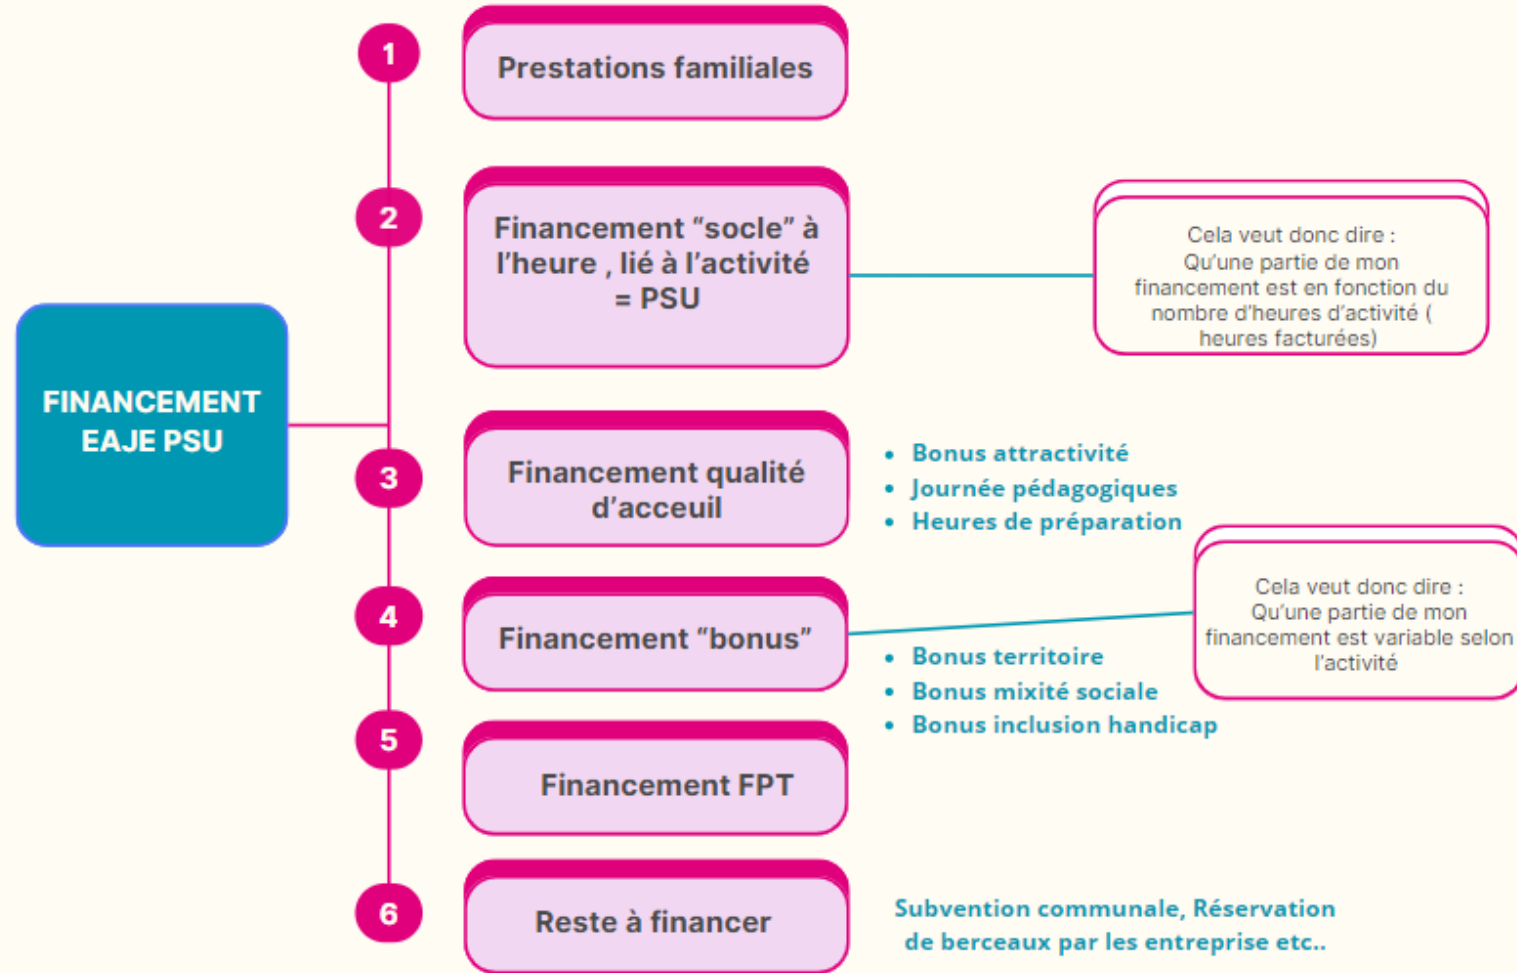 FINANCEMENT
EAJE PSU
1
Prestations familiales
2
Financement “socle” à
l’heure , lié à l’activité
= PSU
Cela veut donc dire :
Qu’une partie de mon
financement est en fonction du
nombre d’heures d’activité (
heures facturées)
3
Financement qualité
d’acceuil
• Bonus attractivité
• Journée pédagogiques
• Heures de préparation
4
Financement “bonus”
Cela veut donc dire :
Qu’une partie de mon
financement est variable selon
l’activité
• Bonus territoire
• Bonus mixité sociale
• Bonus inclusion handicap
5
Financement FPT
6
Reste à financer
Subvention communale, Réservation
de berceaux par les entreprise etc..